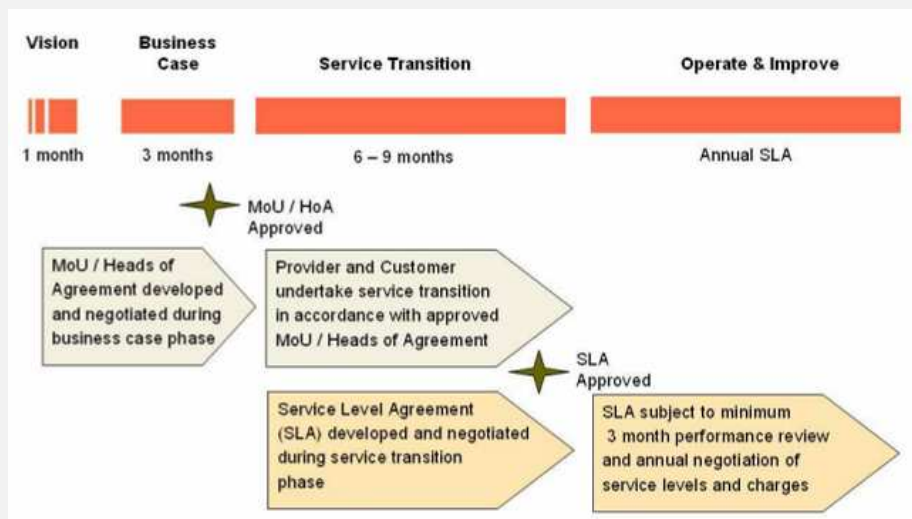 Vision
Business
Case
Service Transition
Operate & Improve
1 month
3 months
6 – 9 months
Annual SLA
MoU / HoA
Approved
MoU / Heads of
Agreement developed
and negotiated during
business case phase
Provider and Customer
undertake service transition
in accordance with approved
MoU / Heads of Agreement
SLA
Approved
Service Level Agreement
(SLA) developed and negotiated
during service transition
phase
SLA subject to minimum
3 month performance review
and annual negotiation of
service levels and charges